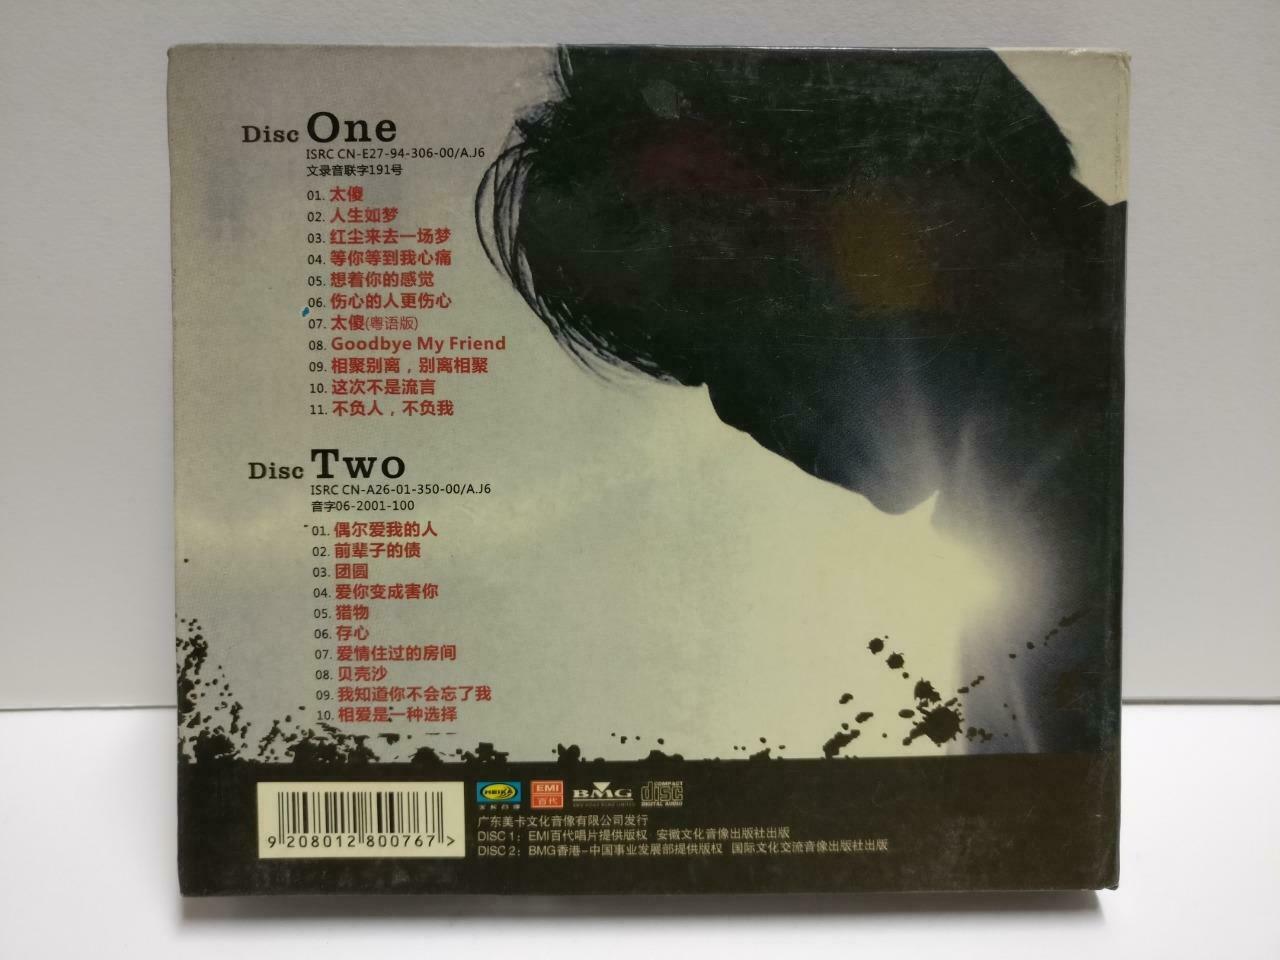 Disc One
ISRC CN-E27-94-306-00/A.J6
文录音联字191号
01. 太傻
02. 人生如梦
03. 红尘来去一场梦
04. 等你等到我心痛
05. 想着你的感觉
06. 伤心的人更伤心
07. 太傻(粤语版)
08. Goodbye My Friend
09. 相聚别离，别离相聚
10. 这次不是流言
11. 不负人，不负我
Disc Two
ISRC CN-A26-01-350-00/A.J6
音字06-2001-100
01. 偶尔爱我的人
02. 前辈子的债
03. 团圆
04. 爱你变成害你
05. 猎物
06. 存心
07. 爱情住过的房间
08. 贝壳沙
09. 我知道你不会忘了我
10. 相爱是一种选择
MEIKA
美卡音像
EMI
百代
BMG
COMPACT
disc
DIGITAL AUDIO
9 208012 800767 >
广东美卡文化音像有限公司发行
DISC 1：EMI百代唱片提供版权 安徽文化音像出版社出版
DISC 2：BMG香港-中国事业发展部提供版权 国际文化交流音像出版社出版